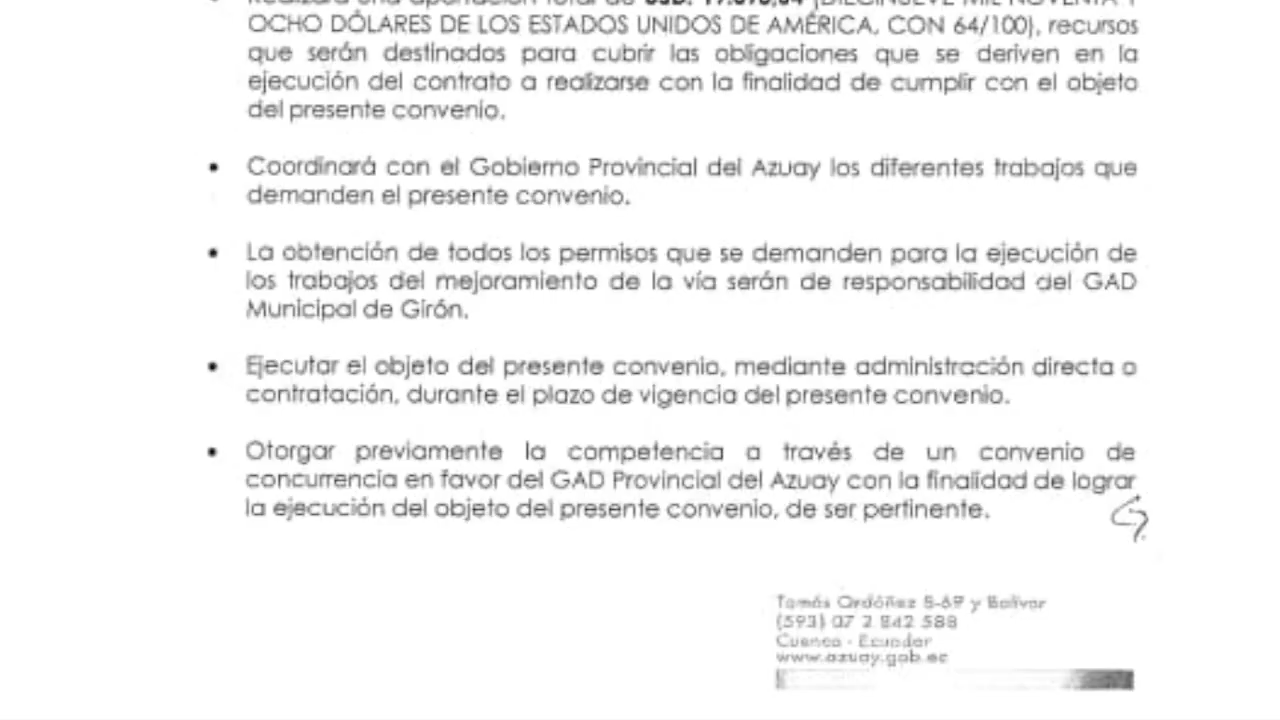 OCHO DÓLARES DE LOS ESTADOS UNIDOS DE AMÉRICA, CON 64/100), recursos
que serán destinados para cubrir las obligaciones que se deriven en la
ejecución del contrato a realizarse con la finalidad de cumplir con el objeto
del presente convenio.
• Coordinará con el Gobierno Provincial del Azuay los diferentes trabajos que
demanden el presente convenio.
• La obtención de todos los permisos que se demanden para la ejecución de
los trabajos del mejoramiento de la vía serán de responsabilidad del GAD
Municipal de Girón.
• Ejecutar el objeto del presente convenio, mediante administración directa o
contratación, durante el plazo de vigencia del presente convenio.
• Otorgar previamente la competencia a través de un convenio de
concurrencia en favor del GAD Provincial del Azuay con la finalidad de lograr
la ejecución del objeto del presente convenio, de ser pertinente.
Tomás Ordóñez 8-69 y Bolívar
(593) 07 2 842 588
Cuenca - Ecuador
www.azuay.gob.ec